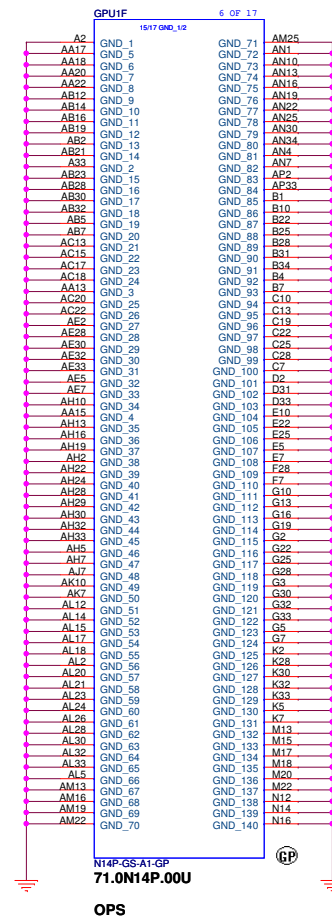 GPU1F 6 OF 17
15/17 GND_1/2
A2 GND_1 GND_71 AM25
AA17 GND_5 GND_72 AN1
AA18 GND_6 GND_73 AN10
AA20 GND_7 GND_74 AN13
AA22 GND_8 GND_75 AN16
AB12 GND_9 GND_76 AN19
AB14 GND_10 GND_77 AN22
AB16 GND_11 GND_78 AN25
AB19 GND_12 GND_79 AN30
AB2 GND_13 GND_80 AN34
AB21 GND_14 GND_81 AN4
A33 GND_2 GND_82 AN7
AB23 GND_15 GND_83 AP2
AB28 GND_16 GND_84 AP33
AB30 GND_17 GND_85 B1
AB32 GND_18 GND_86 B10
AB5 GND_19 GND_87 B22
AB7 GND_20 GND_88 B25
AC13 GND_21 GND_89 B28
AC15 GND_22 GND_90 B31
AC17 GND_23 GND_91 B34
AC18 GND_24 GND_92 B4
AA13 GND_3 GND_93 B7
AC20 GND_25 GND_94 C10
AC22 GND_26 GND_95 C13
AE2 GND_27 GND_96 C19
AE28 GND_28 GND_97 C22
AE30 GND_29 GND_98 C25
AE32 GND_30 GND_99 C28
AE33 GND_31 GND_100 C7
AE5 GND_32 GND_101 D2
AE7 GND_33 GND_102 D31
AH10 GND_34 GND_103 D33
AA15 GND_4 GND_104 E10
AH13 GND_35 GND_105 E22
AH16 GND_36 GND_106 E25
AH19 GND_37 GND_107 E5
AH2 GND_38 GND_108 E7
AH22 GND_39 GND_109 F28
AH24 GND_40 GND_110 F7
AH28 GND_41 GND_111 G10
AH29 GND_42 GND_112 G13
AH30 GND_43 GND_113 G16
AH32 GND_44 GND_114 G19
AH33 GND_45 GND_115 G2
AH5 GND_46 GND_116 G22
AH7 GND_47 GND_117 G25
AJ7 GND_48 GND_118 G28
AK10 GND_49 GND_119 G3
AK7 GND_50 GND_120 G30
AL12 GND_51 GND_121 G32
AL14 GND_52 GND_122 G33
AL15 GND_53 GND_123 G5
AL17 GND_54 GND_124 G7
AL18 GND_55 GND_125 K2
AL2 GND_56 GND_126 K28
AL20 GND_57 GND_127 K30
AL21 GND_58 GND_128 K32
AL23 GND_59 GND_129 K33
AL24 GND_60 GND_130 K5
AL26 GND_61 GND_131 K7
AL28 GND_62 GND_132 M13
AL30 GND_63 GND_133 M15
AL32 GND_64 GND_134 M17
AL33 GND_65 GND_135 M18
AL5 GND_66 GND_136 M20
AM13 GND_67 GND_137 M22
AM16 GND_68 GND_138 N12
AM19 GND_69 GND_139 N14
AM22 GND_70 GND_140 N16
GP
N14P-GS-A1-GP
71.0N14P.00U
OPS